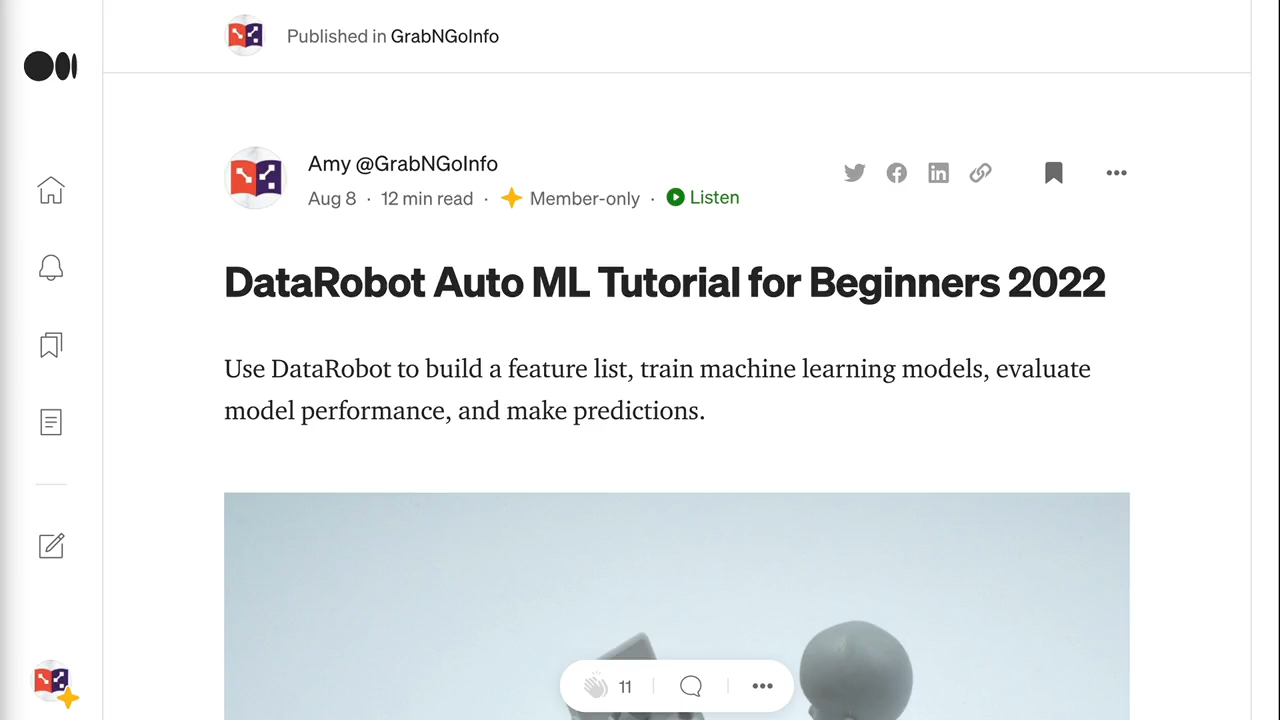 Published in GrabNGoInfo
Amy @GrabNGoInfo
Aug 8 · 12 min read · Member-only · Listen
DataRobot Auto ML Tutorial for Beginners 2022
Use DataRobot to build a feature list, train machine learning models, evaluate
model performance, and make predictions.
11